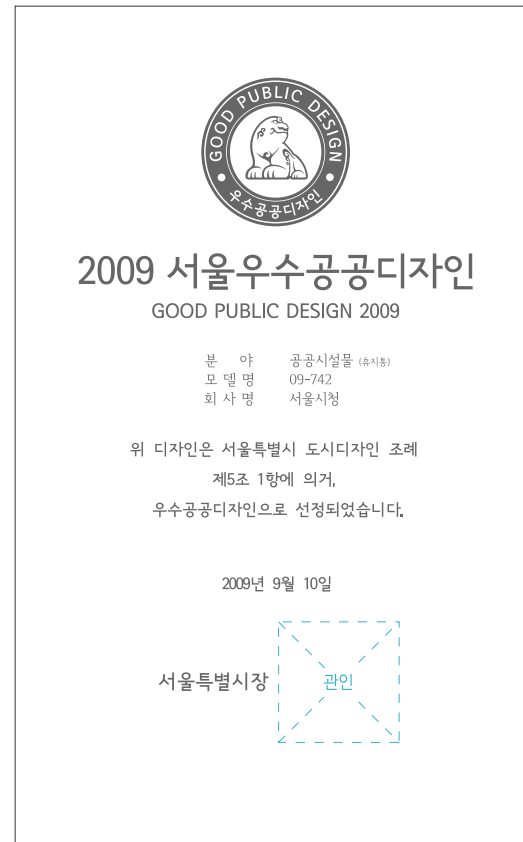 GOOD PUBLIC DESIGN
우수공공디자인
2009 서울우수공공디자인
GOOD PUBLIC DESIGN 2009
분 야 공공시설물 (휴지통)
모 델 명 09-742
회 사 명 서울시청
위 디자인은 서울특별시 도시디자인 조례
제5조 1항에 의거,
우수공공디자인으로 선정되었습니다.
2009년 9월 10일
서울특별시장 관인